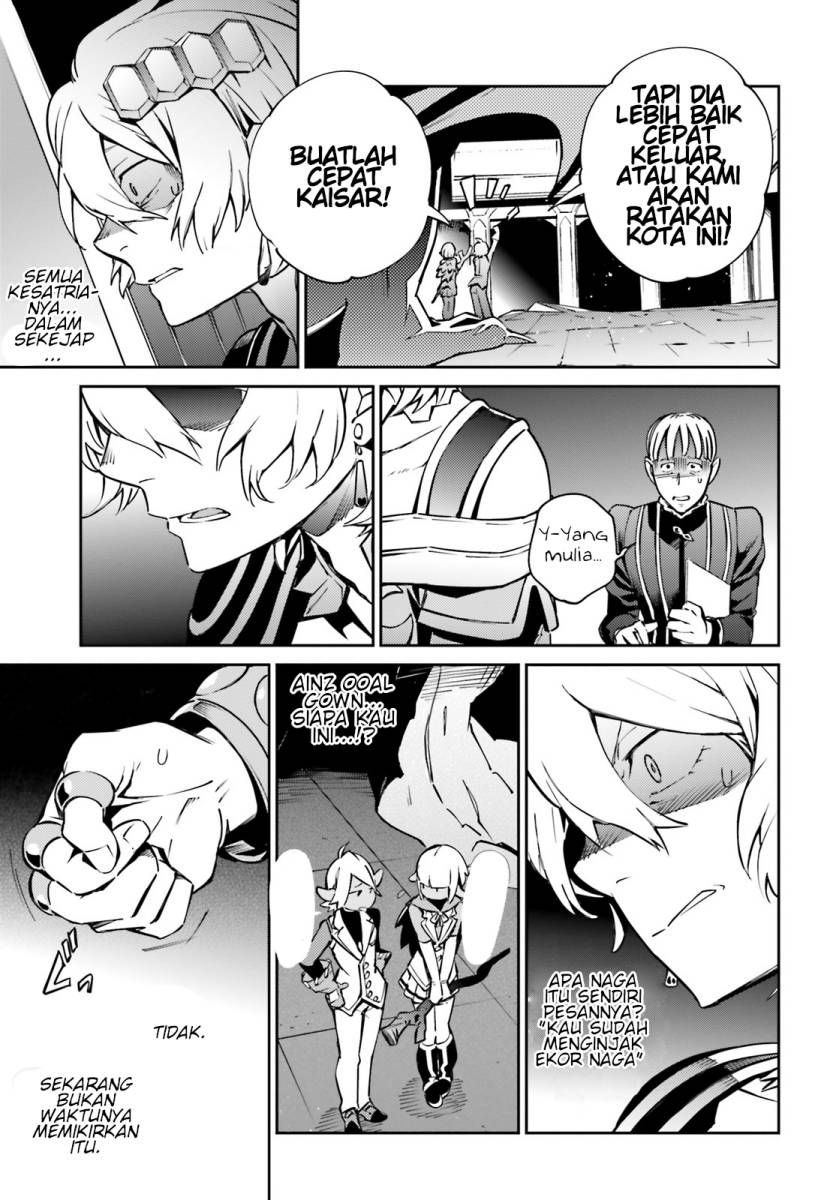 TAPI DIA
LEBIH BAIK
CEPAT
KELUAR,
ATAU KAMI
AKAN
RATAKAN
KOTA INI!
BUATLAH
CEPAT
KAISAR!
SEMUA
KESATRIA-
NYA...
DALAM
SEKEJAP
...
Y-Yang
mulia...
APA NAGA
ITU SENDIRI
PESANNYA?
"KAU SUDAH
MENGINJAK
EKOR NAGA"
AINZ OOAL
GOWN...
SIAPA KAU
INI...!?
TIDAK.
SEKARANG
BUKAN
WAKTUNYA
MEMIKIRKAN
ITU.